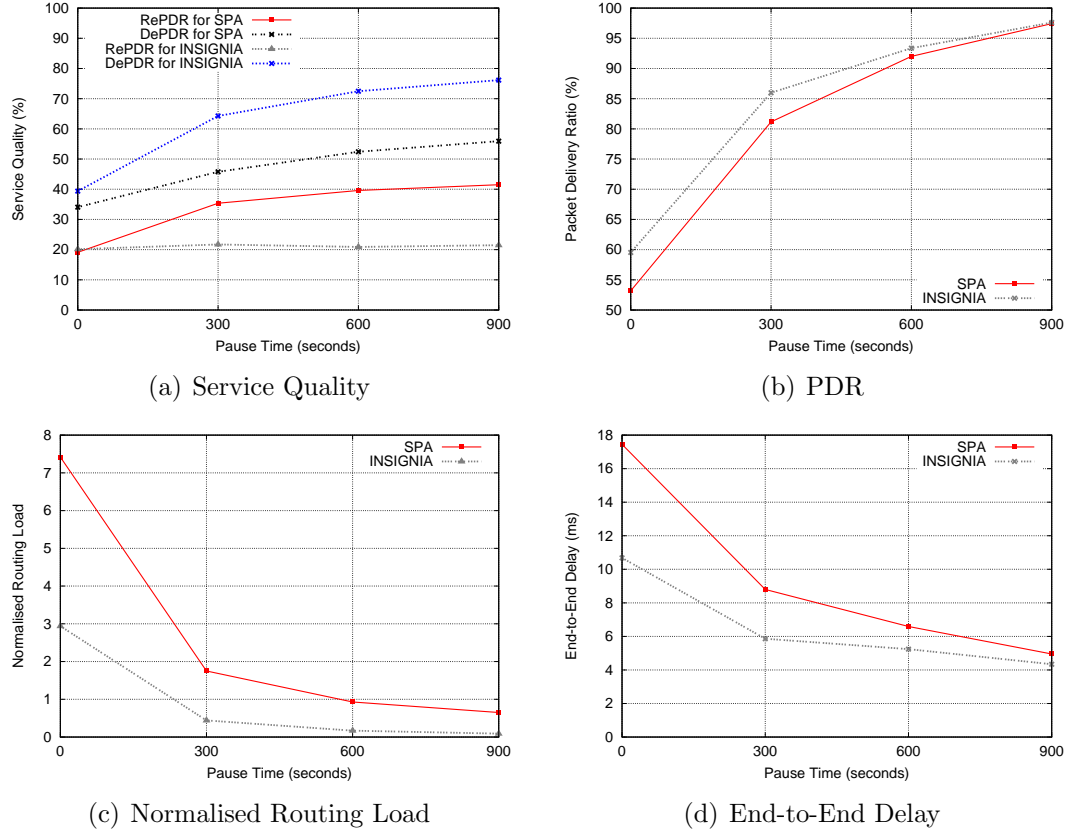 RePDR for SPA
DePDR for SPA
RePDR for INSIGNIA
DePDR for INSIGNIA
100
90
80
70
60
50
40
30
20
10
0
Service Quality (%)
0 300 600 900
Pause Time (seconds)
(a) Service Quality
100
95
90
85
80
75
70
65
60
55
50
Packet Delivery Ratio (%)
SPA
INSIGNIA
0 300 600 900
Pause Time (seconds)
(b) PDR
8
7
6
5
4
3
2
1
0
Normalised Routing Load
SPA
INSIGNIA
0 300 600 900
Pause Time (seconds)
(c) Normalised Routing Load
18
16
14
12
10
8
6
4
2
0
End-to-End Delay (ms)
SPA
INSIGNIA
0 300 600 900
Pause Time (seconds)
(d) End-to-End Delay